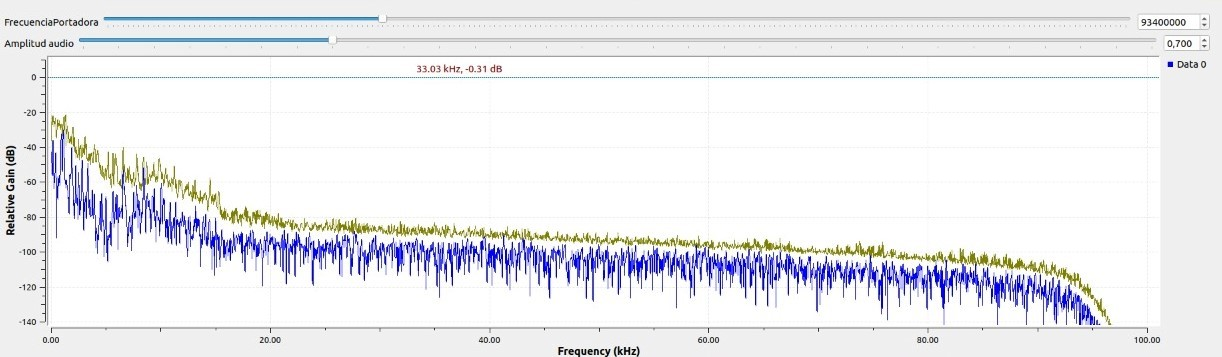 FrecuenciaPortadora 93400000
Amplitud audio 0,700
33.03 kHz, -0.31 dB
Data 0
Relative Gain (dB)
0
-20
-40
-60
-80
-100
-120
-140
0.00 20.00 40.00 60.00 80.00 100.00
Frequency (kHz)